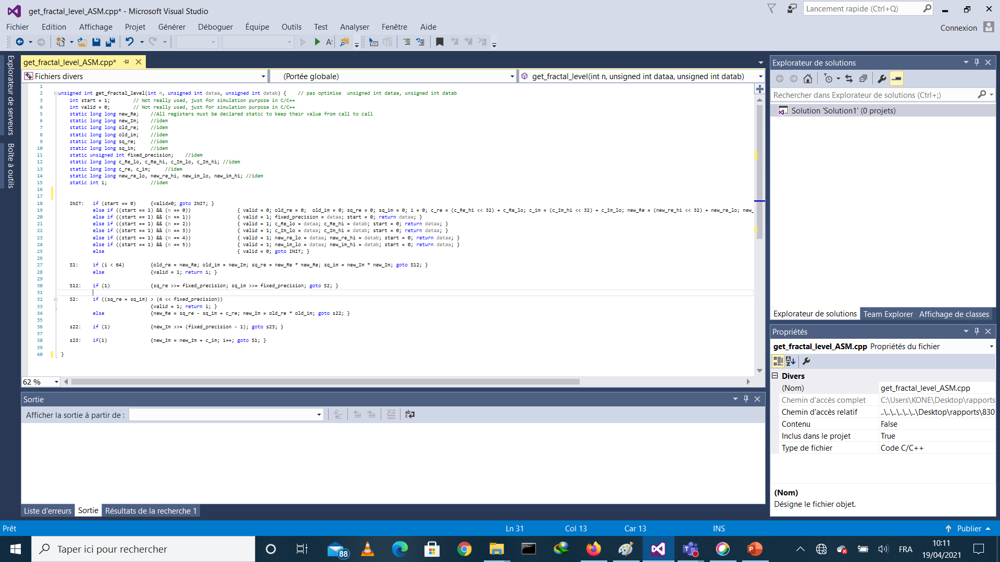 get_fractal_level_ASM.cpp* - Microsoft Visual Studio
Lancement rapide (Ctrl+Q)
Fichier Edition Affichage Projet Générer Déboguer Équipe Outils Test Analyser Fenêtre Aide
Connexion
Explorateur de serveurs
Boîte à outils
get_fractal_level_ASM.cpp*
Fichiers divers
(Portée globale)
get_fractal_level(int n, unsigned int dataa, unsigned int datab)
1
2 unsigned int get_fractal_level(int n, unsigned int dataa, unsigned int datab) { // pas optimise unsigned int dataa, unsigned int datab
3 int start = 1; // Not really used, just for simulation purpose in C/C++
4 int valid = 0; // Not really used, just for simulation purpose in C/C++
5 static long long new_Re; //All registers must be declared static to keep their value from call to call
6 static long long new_Im; //idem
7 static long long old_re; //idem
8 static long long old_im; //idem
9 static long long sq_re; //idem
10 static long long sq_im; //idem
11 static unsigned int fixed_precision; //idem
12 static long long c_Re_lo, c_Re_hi, c_Im_lo, c_Im_hi; //idem
13 static long long c_re, c_im; //idem
14 static long long new_re_lo, new_re_hi, new_im_lo, new_im_hi; //idem
15 static int i; //idem
16
17
18 INIT: if (start == 0) {valid=0; goto INIT; }
19 else if ((start == 1) && (n == 0)) { valid = 0; old_re = 0; old_im = 0; sq_re = 0; sq_im = 0; i = 0; c_re = (c_Re_hi << 32) + c_Re_lo; c_im = (c_Im_hi << 32) + c_Im_lo; new_Re = (new_re_hi << 32) + new_re_lo; new_
20 else if ((start == 1) && (n == 1)) { valid = 1; fixed_precision = dataa; start = 0; return dataa; }
21 else if ((start == 1) && (n == 2)) { valid = 1; c_Re_lo = dataa; c_Re_hi = datab; start = 0; return dataa; }
22 else if ((start == 1) && (n == 3)) { valid = 1; c_Im_lo = dataa; c_Im_hi = datab; start = 0; return dataa; }
23 else if ((start == 1) && (n == 4)) { valid = 1; new_re_lo = dataa; new_re_hi = datab; start = 0; return dataa; }
24 else if ((start == 1) && (n == 5)) { valid = 1; new_im_lo = dataa; new_im_hi = datab; start = 0; return dataa; }
25 else { valid = 0; goto INIT; }
26
27 S1: if (i < 64) {old_re = new_Re; old_im = new_Im; sq_re = new_Re * new_Re; sq_im = new_Im * new_Im; goto S12; }
28 else {valid = 1; return i; }
29
30 S12: if (1) {sq_re >>= fixed_precision; sq_im >>= fixed_precision; goto S2; }
31
32 S2: if ((sq_re + sq_im) > (4 << fixed_precision))
33 {valid = 1; return i; }
34 else {new_Re = sq_re - sq_im + c_re; new_Im = old_re * old_im; goto s22; }
35
36 s22: if (1) {new_Im >>= (fixed_precision - 1); goto s23; }
37
38 s23: if(1) {new_Im = new_Im + c_im; i++; goto S1; }
39
40 }
62 %
Sortie
Afficher la sortie à partir de :
Liste d'erreurs Sortie Résultats de la recherche 1
Explorateur de solutions
Rechercher dans Explorateur de solutions (Ctrl+;)
Solution 'Solution1' (0 projets)
Explorateur de solutions Team Explorer Affichage de classes
Propriétés
get_fractal_level_ASM.cpp Propriétés du fichier
Divers
(Nom) get_fractal_level_ASM.cpp
Chemin d'accès complet C:\Users\KONE\Desktop\rapports
Chemin d'accès relatif ..\..\..\..\..\..\Desktop\rapports\830
Contenu False
Inclus dans le projet True
Type de fichier Code C/C++
(Nom)
Désigne le fichier objet.
Prêt Ln 31 Col 13 Car 13 INS Publier
Taper ici pour rechercher
88
FRA
10:11
19/04/2021